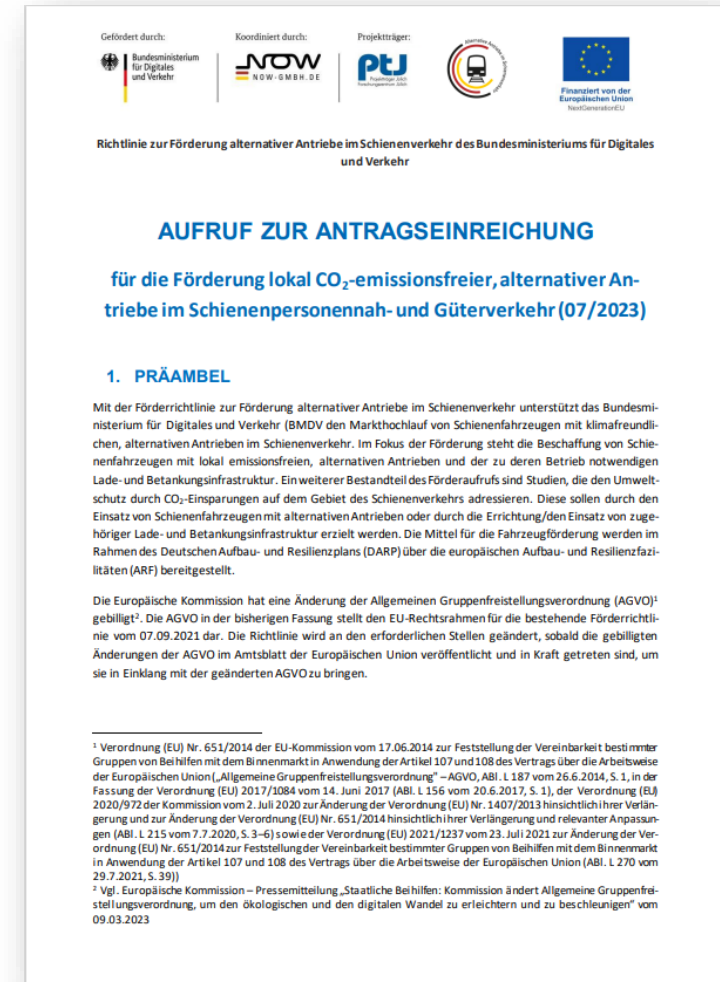 Gefördert durch: Koordiniert durch: Projektträger:
Bundesministerium
für Digitales
und Verkehr
NOW
NOW-GMBH.DE
ptJ
Projektträger Jülich
Forschungszentrum Jülich
Finanziert von der
Europäischen Union
NextGenerationEU
Richtlinie zur Förderung alternativer Antriebe im Schienenverkehr des Bundesministeriums für Digitales
und Verkehr
AUFRUF ZUR ANTRAGSEINREICHUNG
für die Förderung lokal CO₂-emissionsfreier, alternativer An-
triebe im Schienenpersonennah- und Güterverkehr (07/2023)
1. PRÄAMBEL
Mit der Förderrichtlinie zur Förderung alternativer Antriebe im Schienenverkehr unterstützt das Bundesmi-
nisterium für Digitales und Verkehr (BMDV den Markthochlauf von Schienenfahrzeugen mit klimafreundli-
chen, alternativen Antrieben im Schienenverkehr. Im Fokus der Förderung steht die Beschaffung von Schie-
nenfahrzeugen mit lokal emissionsfreien, alternativen Antrieben und der zu deren Betrieb notwendigen
Lade- und Betankungsinfrastruktur. Ein weiterer Bestandteil des Förderaufrufs sind Studien, die den Umwelt-
schutz durch CO₂-Einsparungen auf dem Gebiet des Schienenverkehrs adressieren. Diese sollen durch den
Einsatz von Schienenfahrzeugen mit alternativen Antrieben oder durch die Errichtung/den Einsatz von zuge-
höriger Lade- und Betankungsinfrastruktur erzielt werden. Die Mittel für die Fahrzeugförderung werden im
Rahmen des Deutschen Aufbau- und Resilienzplans (DARP) über die europäischen Aufbau- und Resilienzfazi-
litäten (ARF) bereitgestellt.
Die Europäische Kommission hat eine Änderung der Allgemeinen Gruppenfreistellungsverordnung (AGVO)¹
gebilligt². Die AGVO in der bisherigen Fassung stellt den EU-Rechtsrahmen für die bestehende Förderrichtli-
nie vom 07.09.2021 dar. Die Richtlinie wird an den erforderlichen Stellen geändert, sobald die gebilligten
Änderungen der AGVO im Amtsblatt der Europäischen Union veröffentlicht und in Kraft getreten sind, um
sie in Einklang mit der geänderten AGVO zu bringen.
¹ Verordnung (EU) Nr. 651/2014 der EU-Kommission vom 17.06.2014 zur Feststellung der Vereinbarkeit bestimmter
Gruppen von Beihilfen mit dem Binnenmarkt in Anwendung der Artikel 107 und 108 des Vertrags über die Arbeitsweise
der Europäischen Union („Allgemeine Gruppenfreistellungsverordnung" – AGVO, ABl. L 187 vom 26.6.2014, S. 1, in der
Fassung der Verordnung (EU) 2017/1084 vom 14. Juni 2017 (ABl. L 156 vom 20.6.2017, S. 1), der Verordnung (EU)
2020/972 der Kommission vom 2. Juli 2020 zur Änderung der Verordnung (EU) Nr. 1407/2013 hinsichtlich ihrer Verlän-
gerung und zur Änderung der Verordnung (EU) Nr. 651/2014 hinsichtlich ihrer Verlängerung und relevanter Anpassun-
gen (ABl. L 215 vom 7.7.2020, S. 3–6) sowie der Verordnung (EU) 2021/1237 vom 23. Juli 2021 zur Änderung der Ver-
ordnung (EU) Nr. 651/2014 zur Feststellung der Vereinbarkeit bestimmter Gruppen von Beihilfen mit dem Binnenmarkt
in Anwendung der Artikel 107 und 108 des Vertrags über die Arbeitsweise der Europäischen Union (ABl. L 270 vom
29.7.2021, S. 39))
² Vgl. Europäische Kommission – Pressemitteilung „Staatliche Beihilfen: Kommission ändert Allgemeine Gruppenfrei-
stellungsverordnung, um den ökologischen und den digitalen Wandel zu erleichtern und zu beschleunigen" vom
09.03.2023